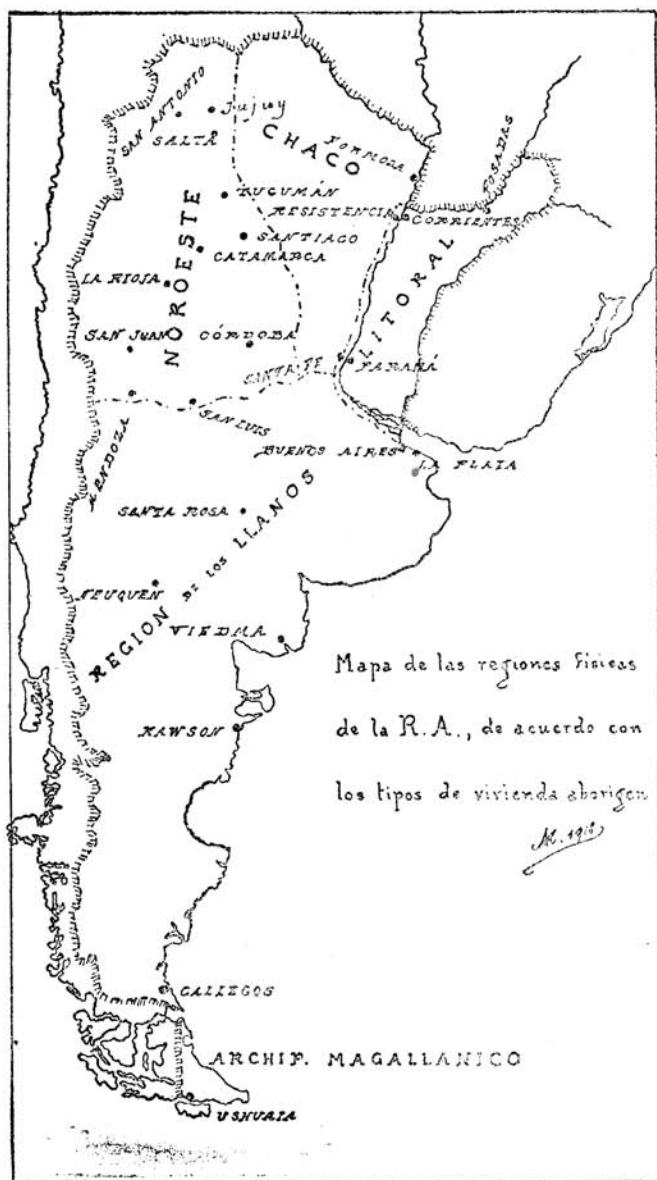 SAN ANTONIO
Jujuy
SALTA
CHACO
FORMOZA
POSADAS
TUCUMÁN
RESISTENCIA
CORRIENTES
SANTIAGO
NOROESTE
CATAMARCA
LITORAL
LA RIOJA
SAN JUAN
CÓRDOBA
SANTA FE
PARANÁ
SAN LUIS
MENDOZA
BUENOS AIRES
LA PLATA
SANTA ROSA
REGION DE LOS LLANOS
NEUQUEN
VIEDMA
Mapa de las regiones físicas
RAWSON
de la R.A., de acuerdo con
los tipos de vivienda aborigen
GALLEGOS
ARCHIP. MAGALLANICO
USHUAIA